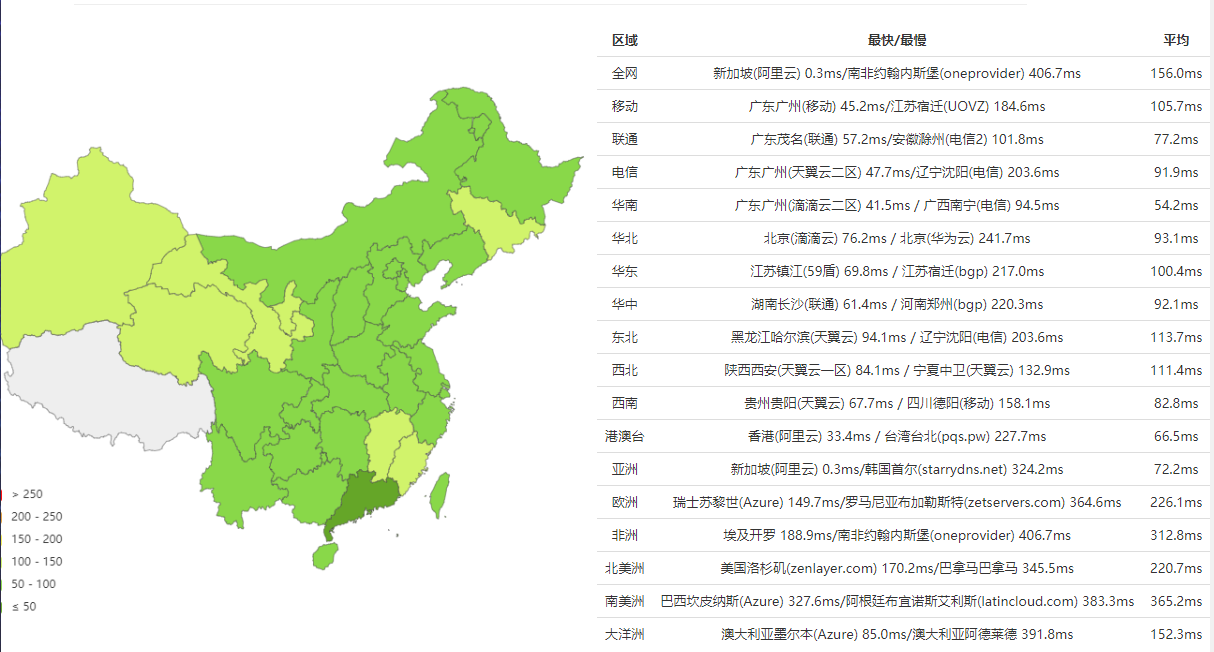 区域 最快/最慢 平均
全网 新加坡(阿里云) 0.3ms/南非约翰内斯堡(oneprovider) 406.7ms 156.0ms
移动 广东广州(移动) 45.2ms/江苏宿迁(UOVZ) 184.6ms 105.7ms
联通 广东茂名(联通) 57.2ms/安徽滁州(电信2) 101.8ms 77.2ms
电信 广东广州(天翼云二区) 47.7ms/辽宁沈阳(电信) 203.6ms 91.9ms
华南 广东广州(滴滴云二区) 41.5ms / 广西南宁(电信) 94.5ms 54.2ms
华北 北京(滴滴云) 76.2ms / 北京(华为云) 241.7ms 93.1ms
华东 江苏镇江(59盾) 69.8ms / 江苏宿迁(bgp) 217.0ms 100.4ms
华中 湖南长沙(联通) 61.4ms / 河南郑州(bgp) 220.3ms 92.1ms
东北 黑龙江哈尔滨(天翼云) 94.1ms / 辽宁沈阳(电信) 203.6ms 113.7ms
西北 陕西西安(天翼云一区) 84.1ms / 宁夏中卫(天翼云) 132.9ms 111.4ms
西南 贵州贵阳(天翼云) 67.7ms / 四川德阳(移动) 158.1ms 82.8ms
港澳台 香港(阿里云) 33.4ms / 台湾台北(pqs.pw) 227.7ms 66.5ms
亚洲 新加坡(阿里云) 0.3ms/韩国首尔(starrydns.net) 324.2ms 72.2ms
欧洲 瑞士苏黎世(Azure) 149.7ms/罗马尼亚布加勒斯特(zetservers.com) 364.6ms 226.1ms
非洲 埃及开罗 188.9ms/南非约翰内斯堡(oneprovider) 406.7ms 312.8ms
北美洲 美国洛杉矶(zenlayer.com) 170.2ms/巴拿马巴拿马 345.5ms 220.7ms
南美洲 巴西坎皮纳斯(Azure) 327.6ms/阿根廷布宜诺斯艾利斯(latincloud.com) 383.3ms 365.2ms
大洋洲 澳大利亚墨尔本(Azure) 85.0ms/澳大利亚阿德莱德 391.8ms 152.3ms
> 250
200 - 250
150 - 200
100 - 150
50 - 100
≤ 50